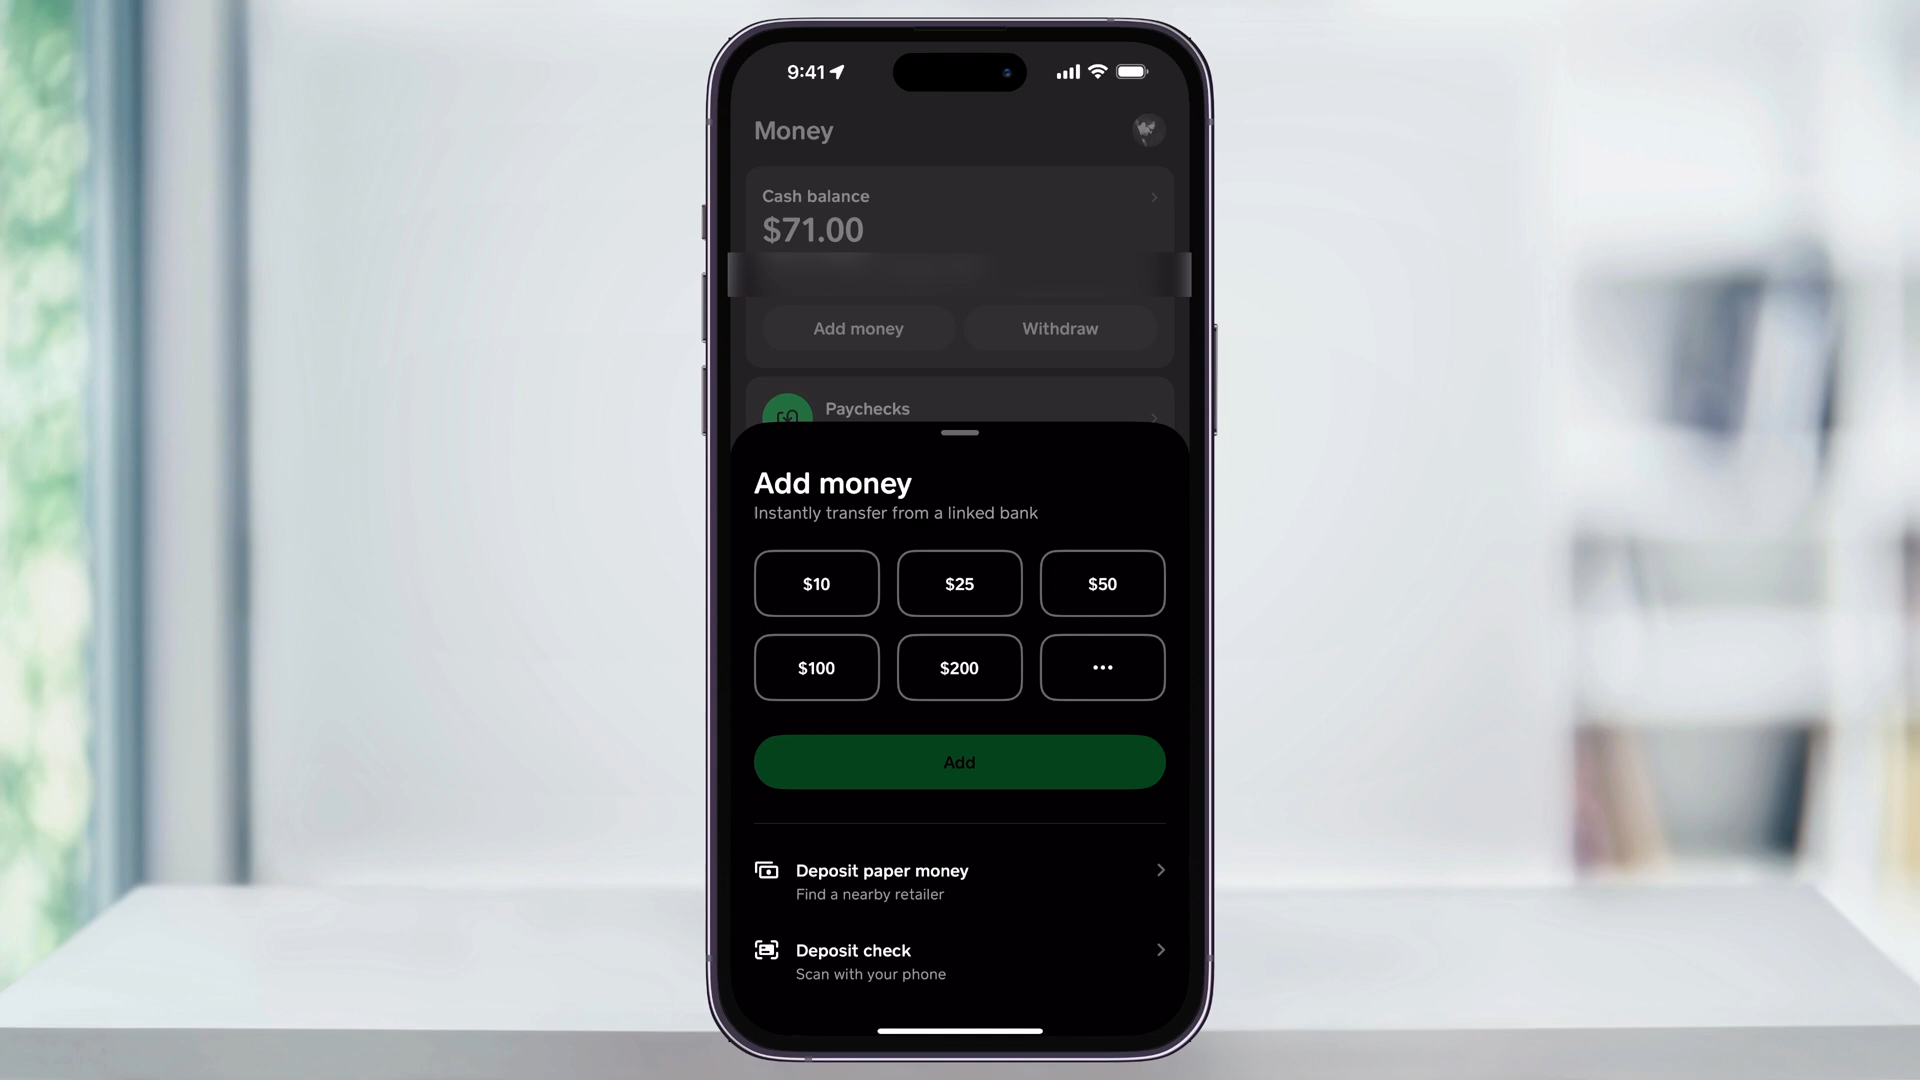 9:41
Money
Cash balance
$71.00
Add money
Withdraw
Paychecks
Add money
Instantly transfer from a linked bank
$10
$25
$50
$100
$200
•••
Add
Deposit paper money
Find a nearby retailer
Deposit check
Scan with your phone